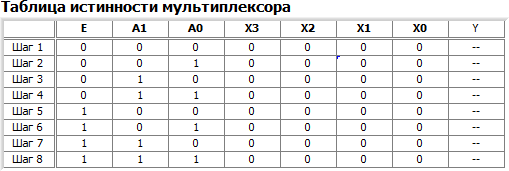 Таблица истинности мультиплексора
E A1 A0 X3 X2 X1 X0 Y
Шаг 1 0 0 0 0 0 0 0 --
Шаг 2 0 0 1 0 0 0 0 --
Шаг 3 0 1 0 0 0 0 0 --
Шаг 4 0 1 1 0 0 0 0 --
Шаг 5 1 0 0 0 0 0 0 --
Шаг 6 1 0 1 0 0 0 0 --
Шаг 7 1 1 0 0 0 0 0 --
Шаг 8 1 1 1 0 0 0 0 --